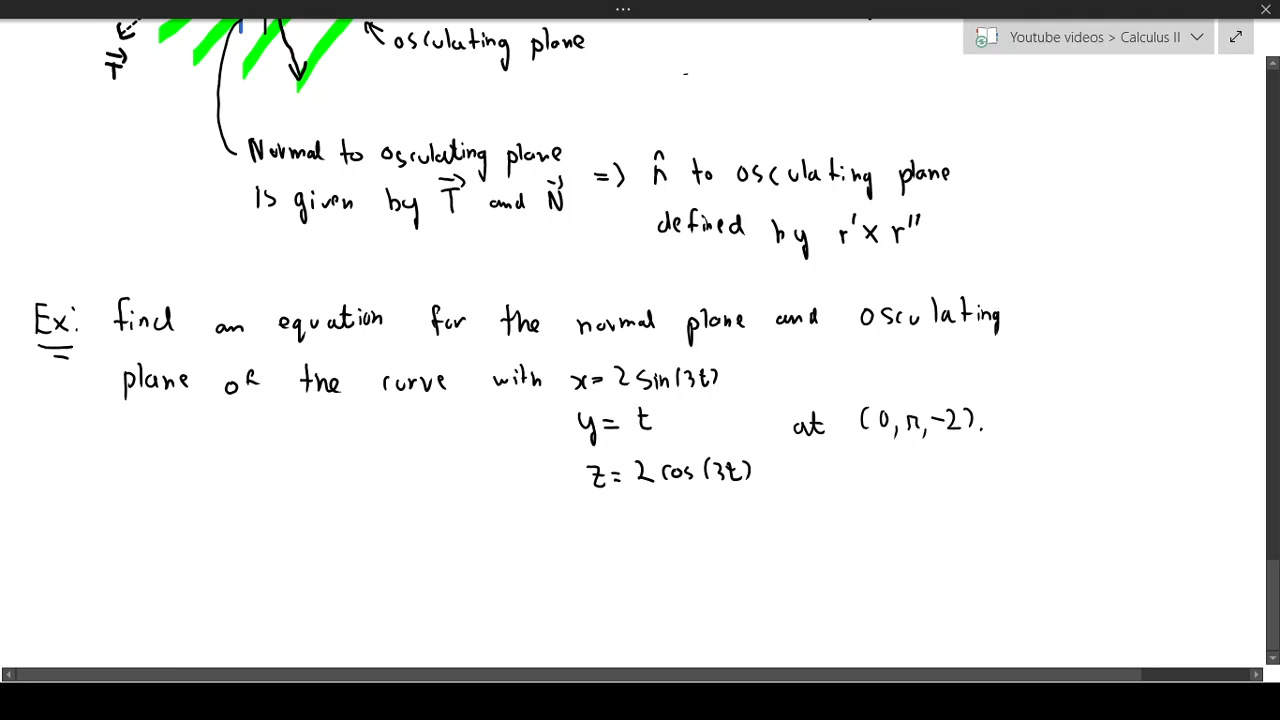 Youtube videos > Calculus II
osculating plane
T
Normal to osculating plane
is given by T and N
=> n̂ to osculating plane
defined by r' × r''
Ex: find an equation for the normal plane and osculating
plane of the curve with x = 2 sin(3t)
y = t at (0, π, -2).
z = 2 cos(3t)